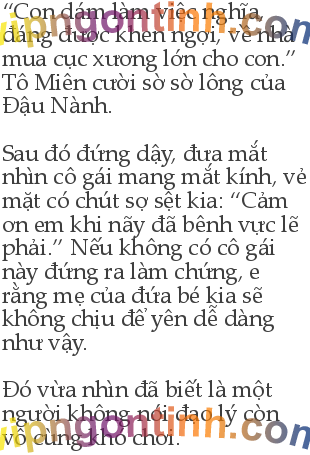 “Con dám làm việc nghĩa,
đáng được khen ngợi, về nhà
mua cục xương lớn cho con.”
Tô Miên cười sờ sờ lông của
Đậu Nành.
Sau đó đứng dậy, đưa mắt
nhìn cô gái mang mắt kính, vẻ
mặt có chút sợ sệt kia: “Cảm
ơn em khi nãy đã bênh vực lẽ
phải.” Nếu không có cô gái
này đứng ra làm chứng, e
rằng mẹ của đứa bé kia sẽ
không chịu để yên dễ dàng
như vậy.
Đó vừa nhìn đã biết là một
người không nói đạo lý còn
vô cùng khó chơi.
vipngontinh.com
vipngontinh.com